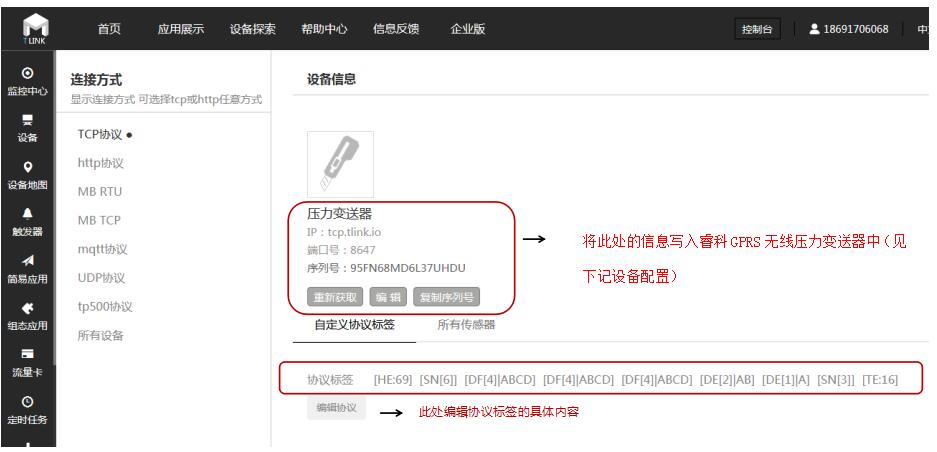 TLINK
首页 应用展示 设备探索 帮助中心 信息反馈 企业版 控制台 18691706068
监控中心
设备
设备地图
触发器
简易应用
组态应用
流量卡
定时任务
连接方式
显示连接方式 可选择tcp或http任意方式
TCP协议
http协议
MB RTU
MB TCP
mqtt协议
UDP协议
tp500协议
所有设备
设备信息
压力变送器
IP：tcp.tlink.io
端口号：8647
序列号：95FN68MD6L37UHDU
重新获取 编 辑 复制序列号
将此处的信息写入睿科 GPRS 无线压力变送器中（见
下记设备配置）
自定义协议标签 所有传感器
协议标签 [HE:69] [SN[6]] [DF[4]|ABCD] [DF[4]|ABCD] [DF[4]|ABCD] [DE[2]|AB] [DE[1]|A] [SN[3]] [TE:16]
编辑协议 此处编辑协议标签的具体内容